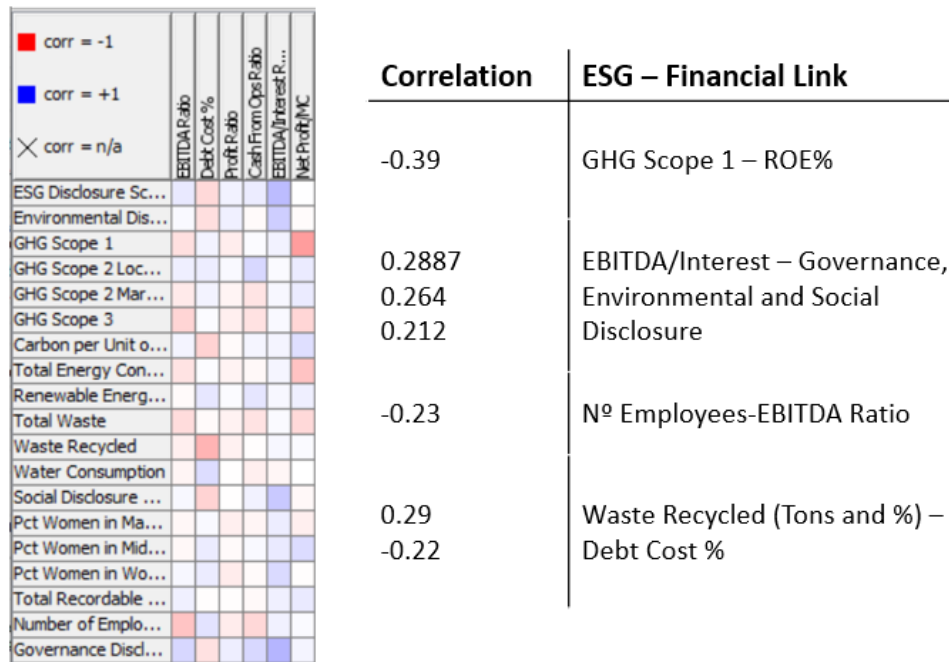 corr = -1
corr = +1
corr = n/a
EBITDA Ratio
Debt Cost %
Profit Ratio
Cash From Ops Ratio
EBITDA/Interest R...
Net Profit/MC
ESG Disclosure Sc...
Environmental Dis...
GHG Scope 1
GHG Scope 2 Loc...
GHG Scope 2 Mar...
GHG Scope 3
Carbon per Unit o...
Total Energy Con...
Renewable Energ...
Total Waste
Waste Recycled
Water Consumption
Social Disclosure ...
Pct Women in Ma...
Pct Women in Mid...
Pct Women in Wo...
Total Recordable ...
Number of Emplo...
Governance Discl...
Correlation ESG – Financial Link
-0.39 GHG Scope 1 – ROE%
0.2887 EBITDA/Interest – Governance,
0.264 Environmental and Social
0.212 Disclosure
-0.23 Nº Employees-EBITDA Ratio
0.29 Waste Recycled (Tons and %) –
-0.22 Debt Cost %